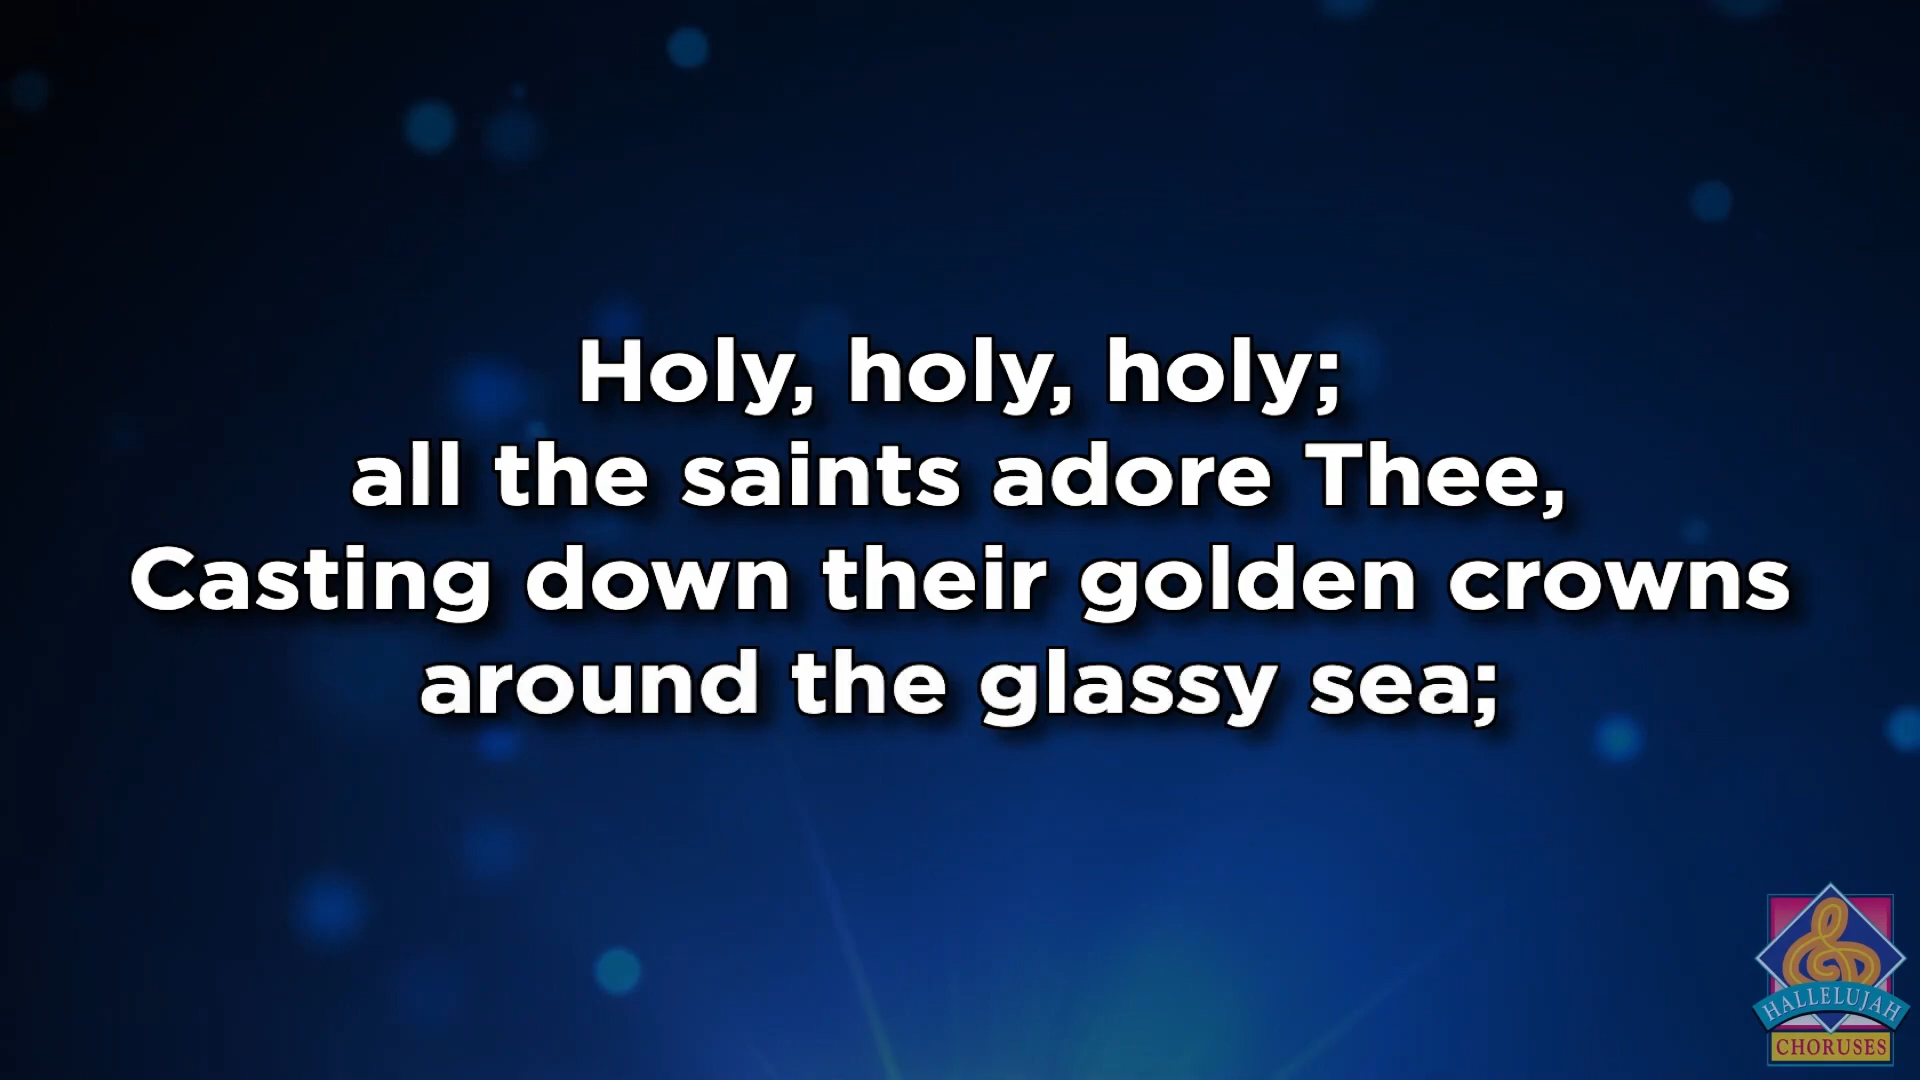 Holy, holy, holy;
all the saints adore Thee,
Casting down their golden crowns
around the glassy sea;
HALLELUJAH
CHORUSES